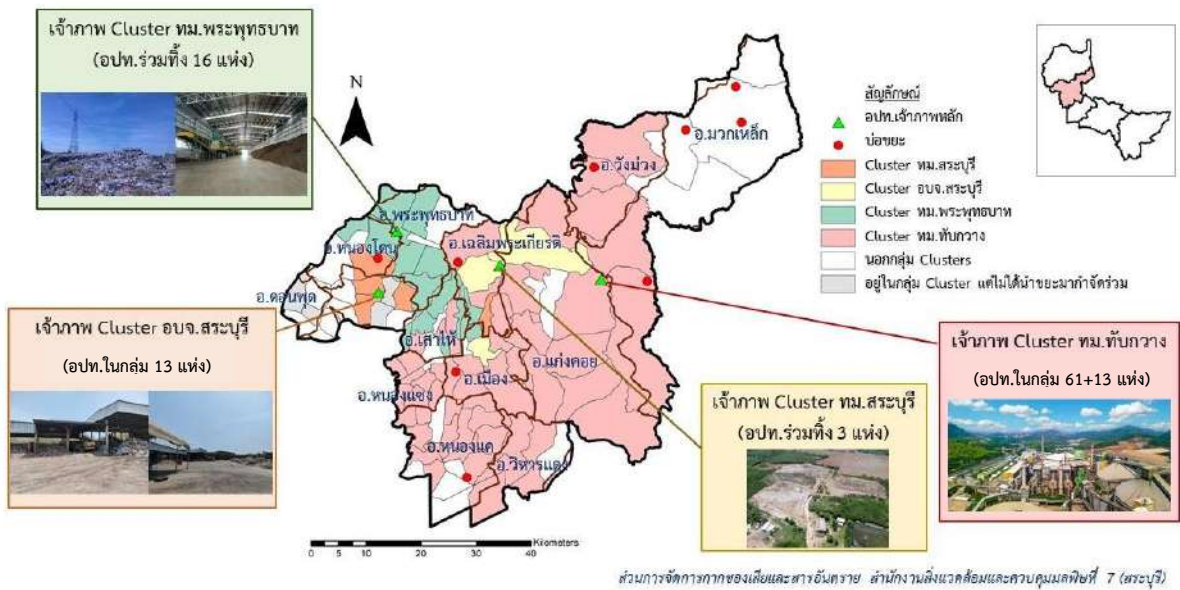 เจ้าภาพ Cluster ทม.พระพุทธบาท
(อปท.ร่วมทิ้ง 16 แห่ง)
N
สัญลักษณ์
อปท.เจ้าภาพหลัก
บ่อขยะ
Cluster ทม.สระบุรี
Cluster อบจ.สระบุรี
Cluster ทม.พระพุทธบาท
Cluster ทม.ทับกวาง
นอกกลุ่ม Clusters
อยู่ในกลุ่ม Cluster แต่ไม่ได้นำขยะมากำจัดร่วม
อ.มวกเหล็ก
อ.วังม่วง
อ.พระพุทธบาท
อ.หนองโดน
อ.เฉลิมพระเกียรติ
อ.ดอนพุด
อ.เสาไห้
อ.แก่งคอย
อ.เมือง
อ.หนองแซง
อ.หนองแค
อ.วิหารแดง
เจ้าภาพ Cluster อบจ.สระบุรี
(อปท.ในกลุ่ม 13 แห่ง)
เจ้าภาพ Cluster ทม.สระบุรี
(อปท.ร่วมทิ้ง 3 แห่ง)
เจ้าภาพ Cluster ทม.ทับกวาง
(อปท.ในกลุ่ม 61+13 แห่ง)
Kilometers
0 5 10 20 30 40
ส่วนการจัดการกากของเสียและสารอันตราย สำนักงานสิ่งแวดล้อมและควบคุมมลพิษที่ 7 (สระบุรี)